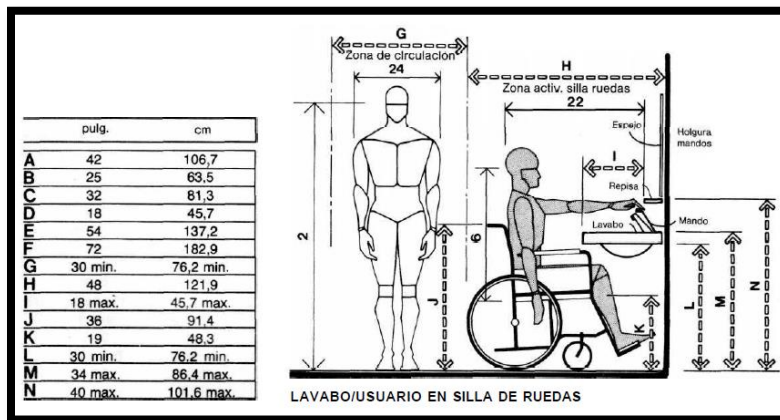 pulg. cm
A 42 106,7
B 25 63,5
C 32 81,3
D 18 45,7
E 54 137,2
F 72 182,9
G 30 min. 76,2 min.
H 48 121,9
I 18 max. 45,7 max.
J 36 91,4
K 19 48,3
L 30 min. 76.2 min.
M 34 max. 86,4 max.
N 40 max. 101,6 max.
G
Zona de circulación
24
H
Zona activ. silla ruedas
22
Espejo
Holgura
mandos
I
Repisa
Lavabo
Mando
2
6
J
K
L
M
N
LAVABO/USUARIO EN SILLA DE RUEDAS